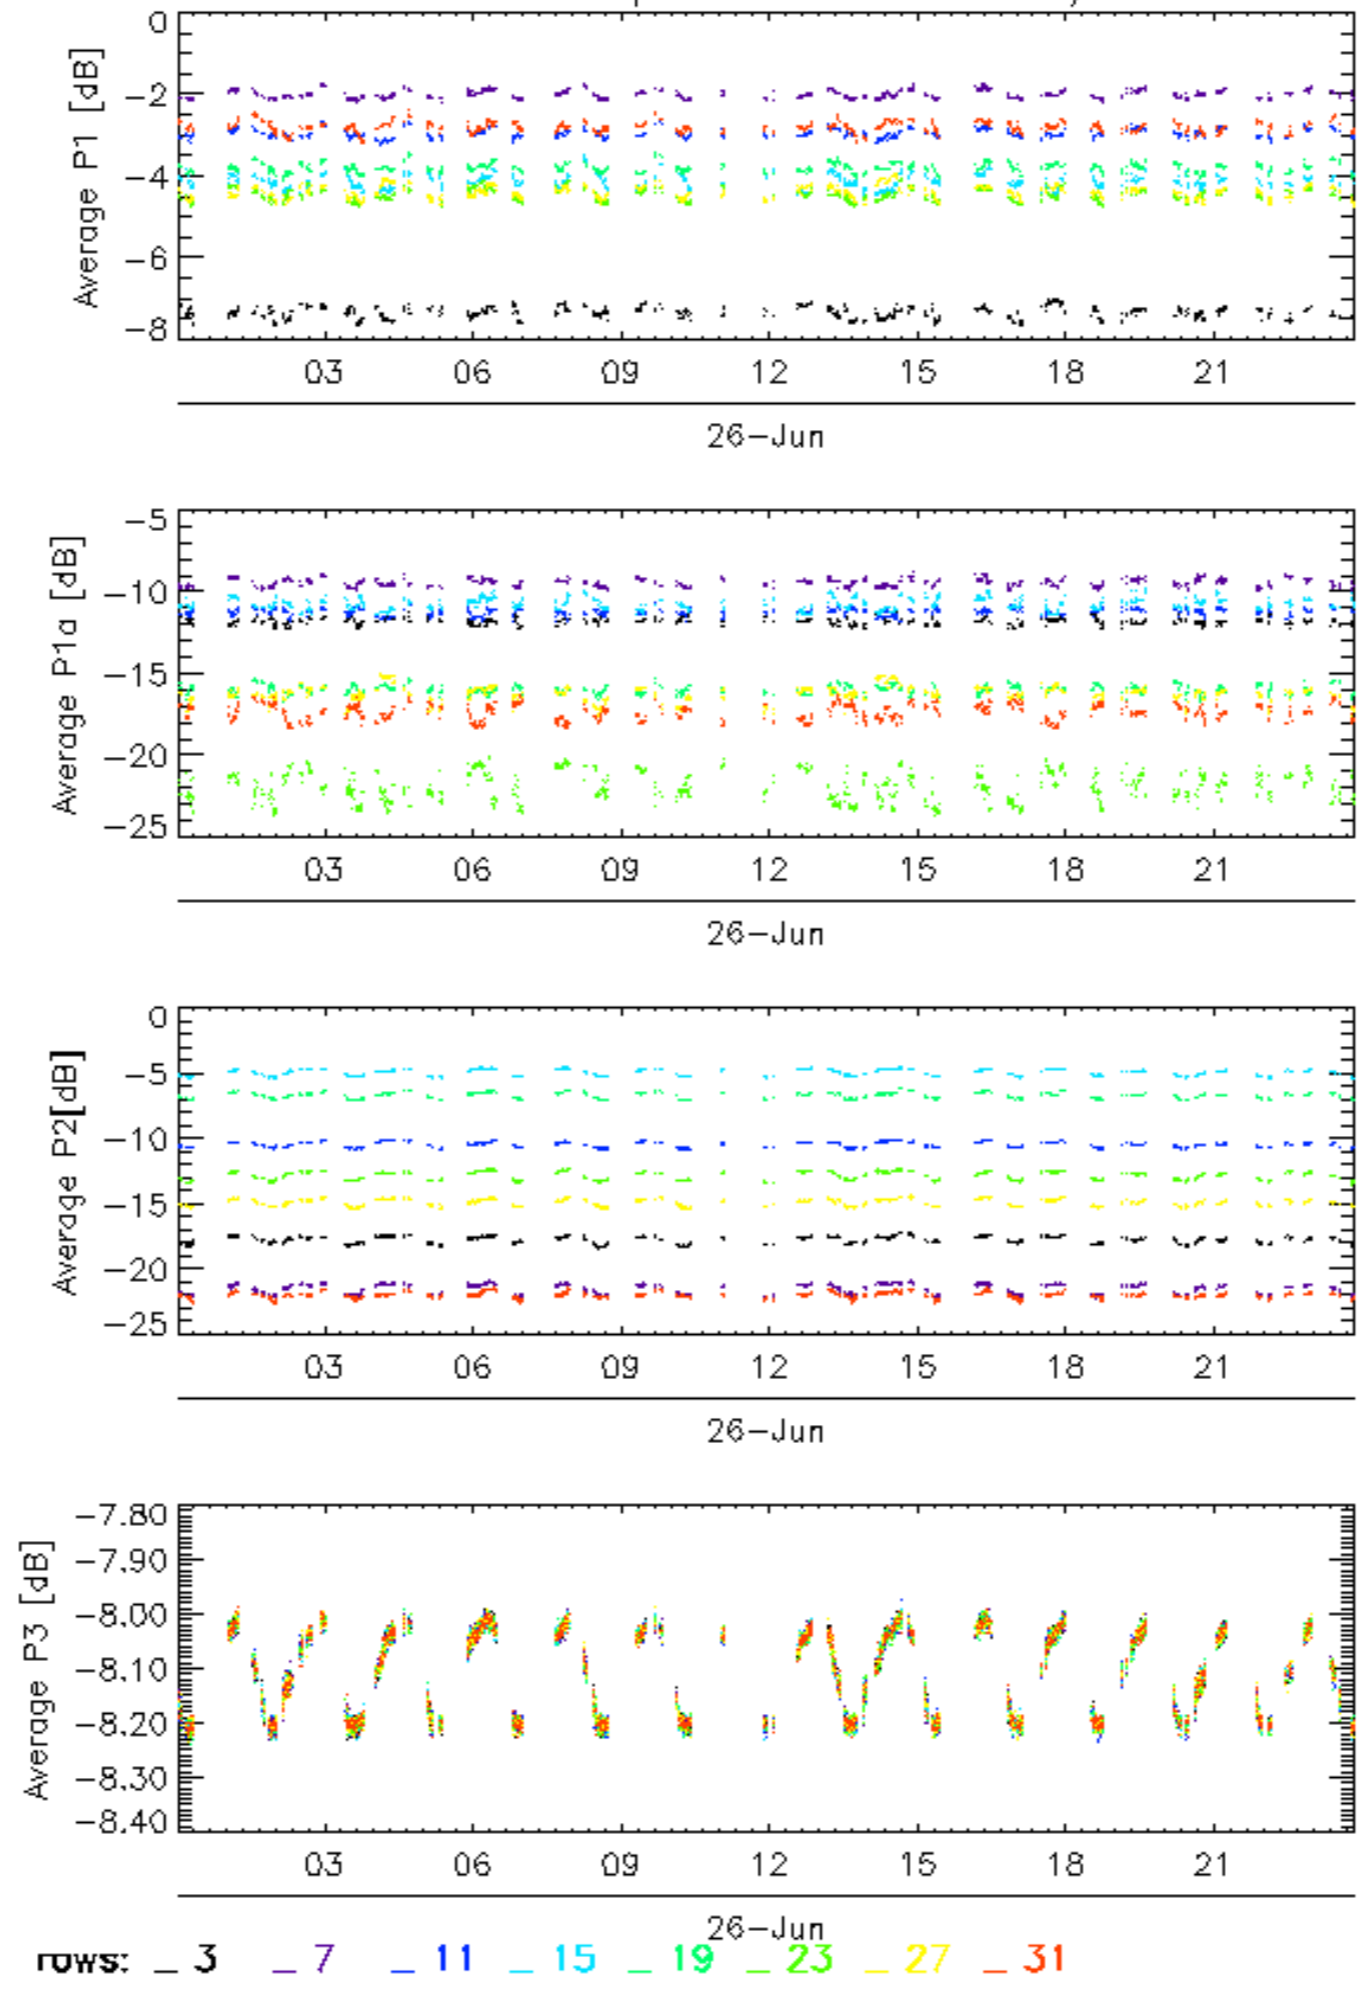 0
-2
-4
-6
-8
Average P1 [dB]
03 06 09 12 15 18 21
26-Jun
-5
-10
-15
-20
-25
Average P1a [dB]
03 06 09 12 15 18 21
26-Jun
0
-5
-10
-15
-20
-25
Average P2[dB]
03 06 09 12 15 18 21
26-Jun
-7.80
-7.90
-8.00
-8.10
-8.20
-8.30
-8.40
Average P3 [dB]
03 06 09 12 15 18 21
26-Jun
rows: _ 3 _ 7 _ 11 _ 15 _ 19 _ 23 _ 27 _ 31